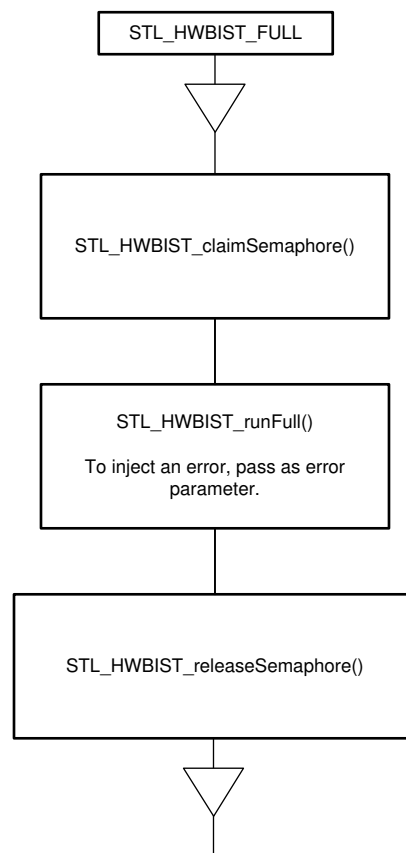 STL_HWBIST_FULL
STL_HWBIST_claimSemaphore()
STL_HWBIST_runFull()
To inject an error, pass as error
parameter.
STL_HWBIST_releaseSemaphore()